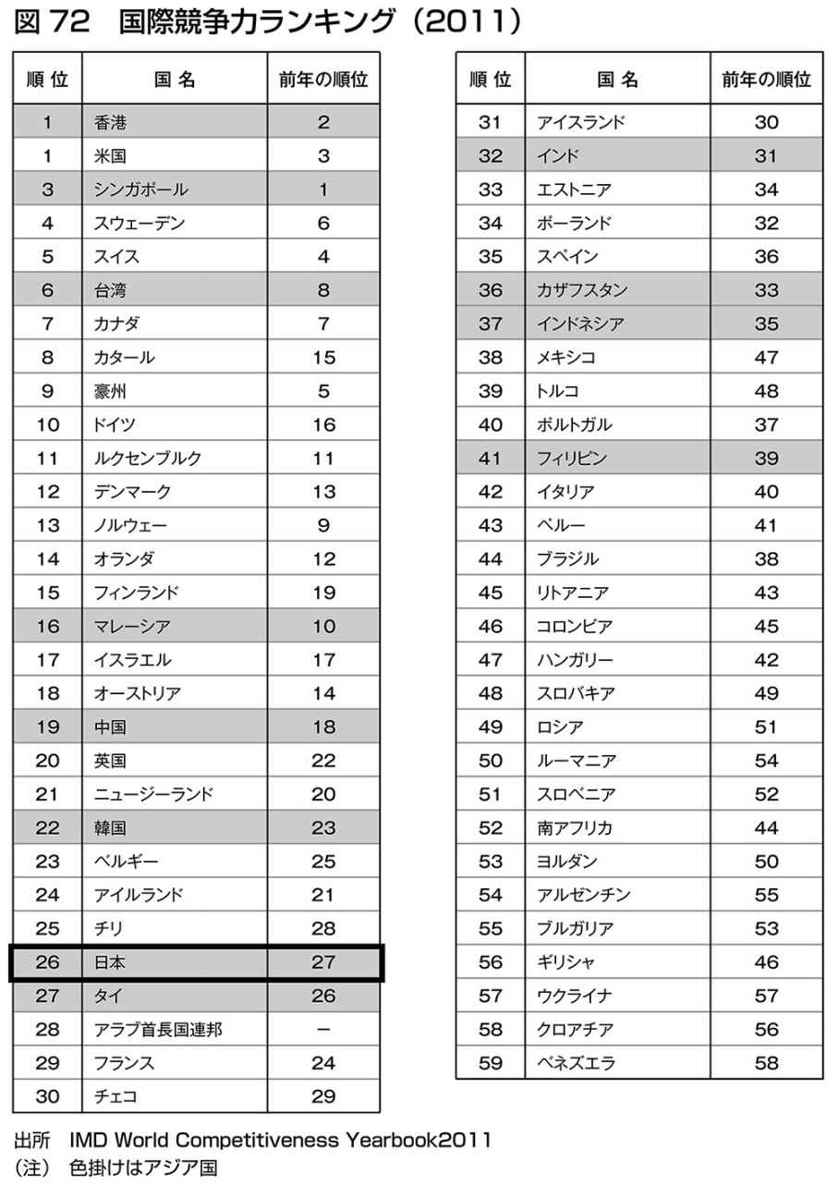 図 72　国際競争力ランキング（2011）
順 位 国 名 前年の順位
1 香港 2
1 米国 3
3 シンガポール 1
4 スウェーデン 6
5 スイス 4
6 台湾 8
7 カナダ 7
8 カタール 15
9 豪州 5
10 ドイツ 16
11 ルクセンブルク 11
12 デンマーク 13
13 ノルウェー 9
14 オランダ 12
15 フィンランド 19
16 マレーシア 10
17 イスラエル 17
18 オーストリア 14
19 中国 18
20 英国 22
21 ニュージーランド 20
22 韓国 23
23 ベルギー 25
24 アイルランド 21
25 チリ 28
26 日本 27
27 タイ 26
28 アラブ首長国連邦 −
29 フランス 24
30 チェコ 29
順 位 国 名 前年の順位
31 アイスランド 30
32 インド 31
33 エストニア 34
34 ポーランド 32
35 スペイン 36
36 カザフスタン 33
37 インドネシア 35
38 メキシコ 47
39 トルコ 48
40 ポルトガル 37
41 フィリピン 39
42 イタリア 40
43 ペルー 41
44 ブラジル 38
45 リトアニア 43
46 コロンビア 45
47 ハンガリー 42
48 スロバキア 49
49 ロシア 51
50 ルーマニア 54
51 スロベニア 52
52 南アフリカ 44
53 ヨルダン 50
54 アルゼンチン 55
55 ブルガリア 53
56 ギリシャ 46
57 ウクライナ 57
58 クロアチア 56
59 ベネズエラ 58
出所　IMD World Competitiveness Yearbook2011
（注）　色掛けはアジア国